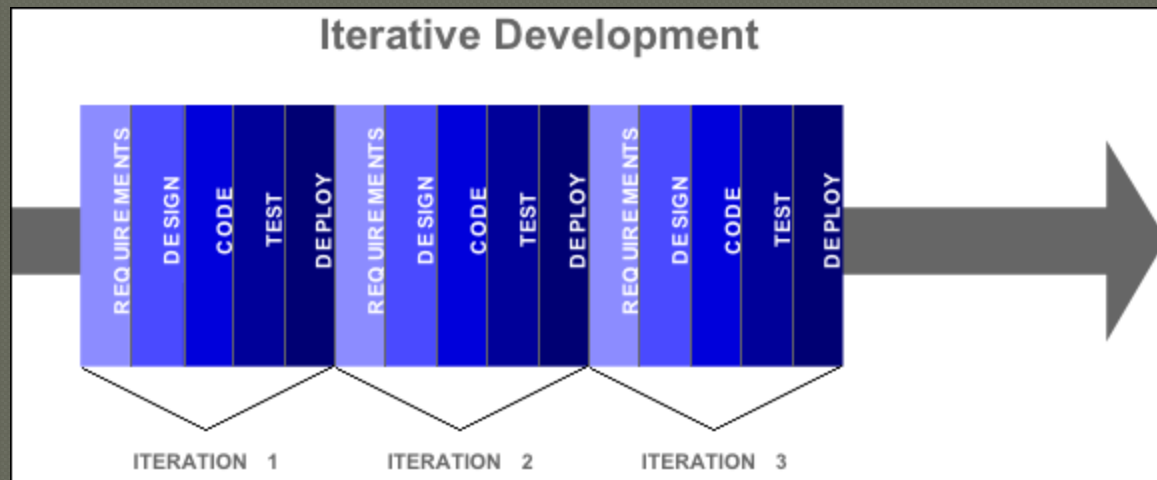 Iterative Development
REQUIREMENTS
DESIGN
CODE
TEST
DEPLOY
REQUIREMENTS
DESIGN
CODE
TEST
DEPLOY
REQUIREMENTS
DESIGN
CODE
TEST
DEPLOY
ITERATION 1
ITERATION 2
ITERATION 3